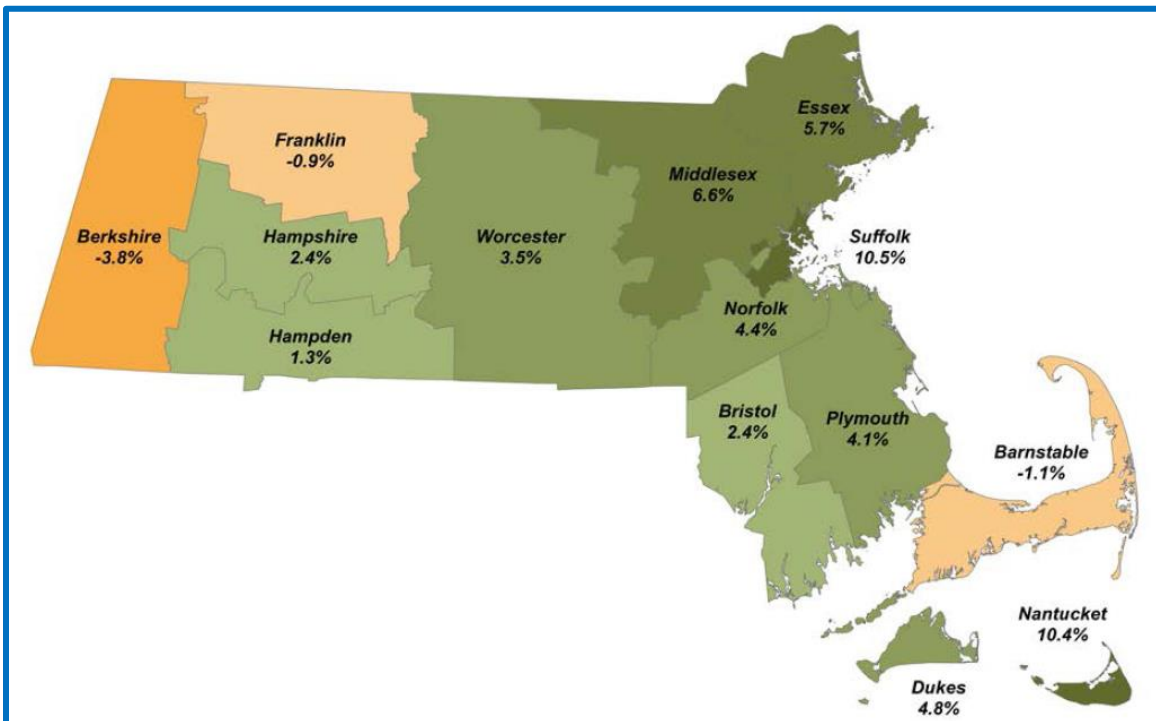 Essex
5.7%
Franklin
-0.9%
Middlesex
6.6%
Berkshire
-3.8%
Hampshire
2.4%
Worcester
3.5%
Suffolk
10.5%
Norfolk
4.4%
Hampden
1.3%
Bristol
2.4%
Plymouth
4.1%
Barnstable
-1.1%
Nantucket
10.4%
Dukes
4.8%